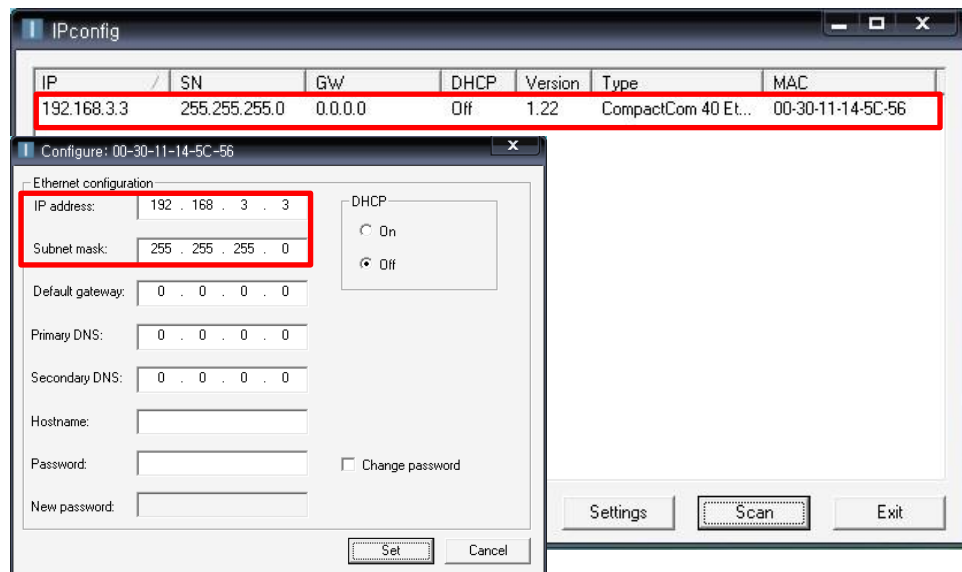 IPconfig
IP / SN GW DHCP Version Type MAC
192.168.3.3 255.255.255.0 0.0.0.0 Off 1.22 CompactCom 40 Et... 00-30-11-14-5C-56
Configure: 00-30-11-14-5C-56 x
Ethernet configuration
IP address: 192 . 168 . 3 . 3
DHCP
On
Subnet mask: 255 . 255 . 255 . 0
Off
Default gateway: 0 . 0 . 0 . 0
Primary DNS: 0 . 0 . 0 . 0
Secondary DNS: 0 . 0 . 0 . 0
Hostname:
Password:
Change password
New password:
Settings Scan Exit
Set Cancel